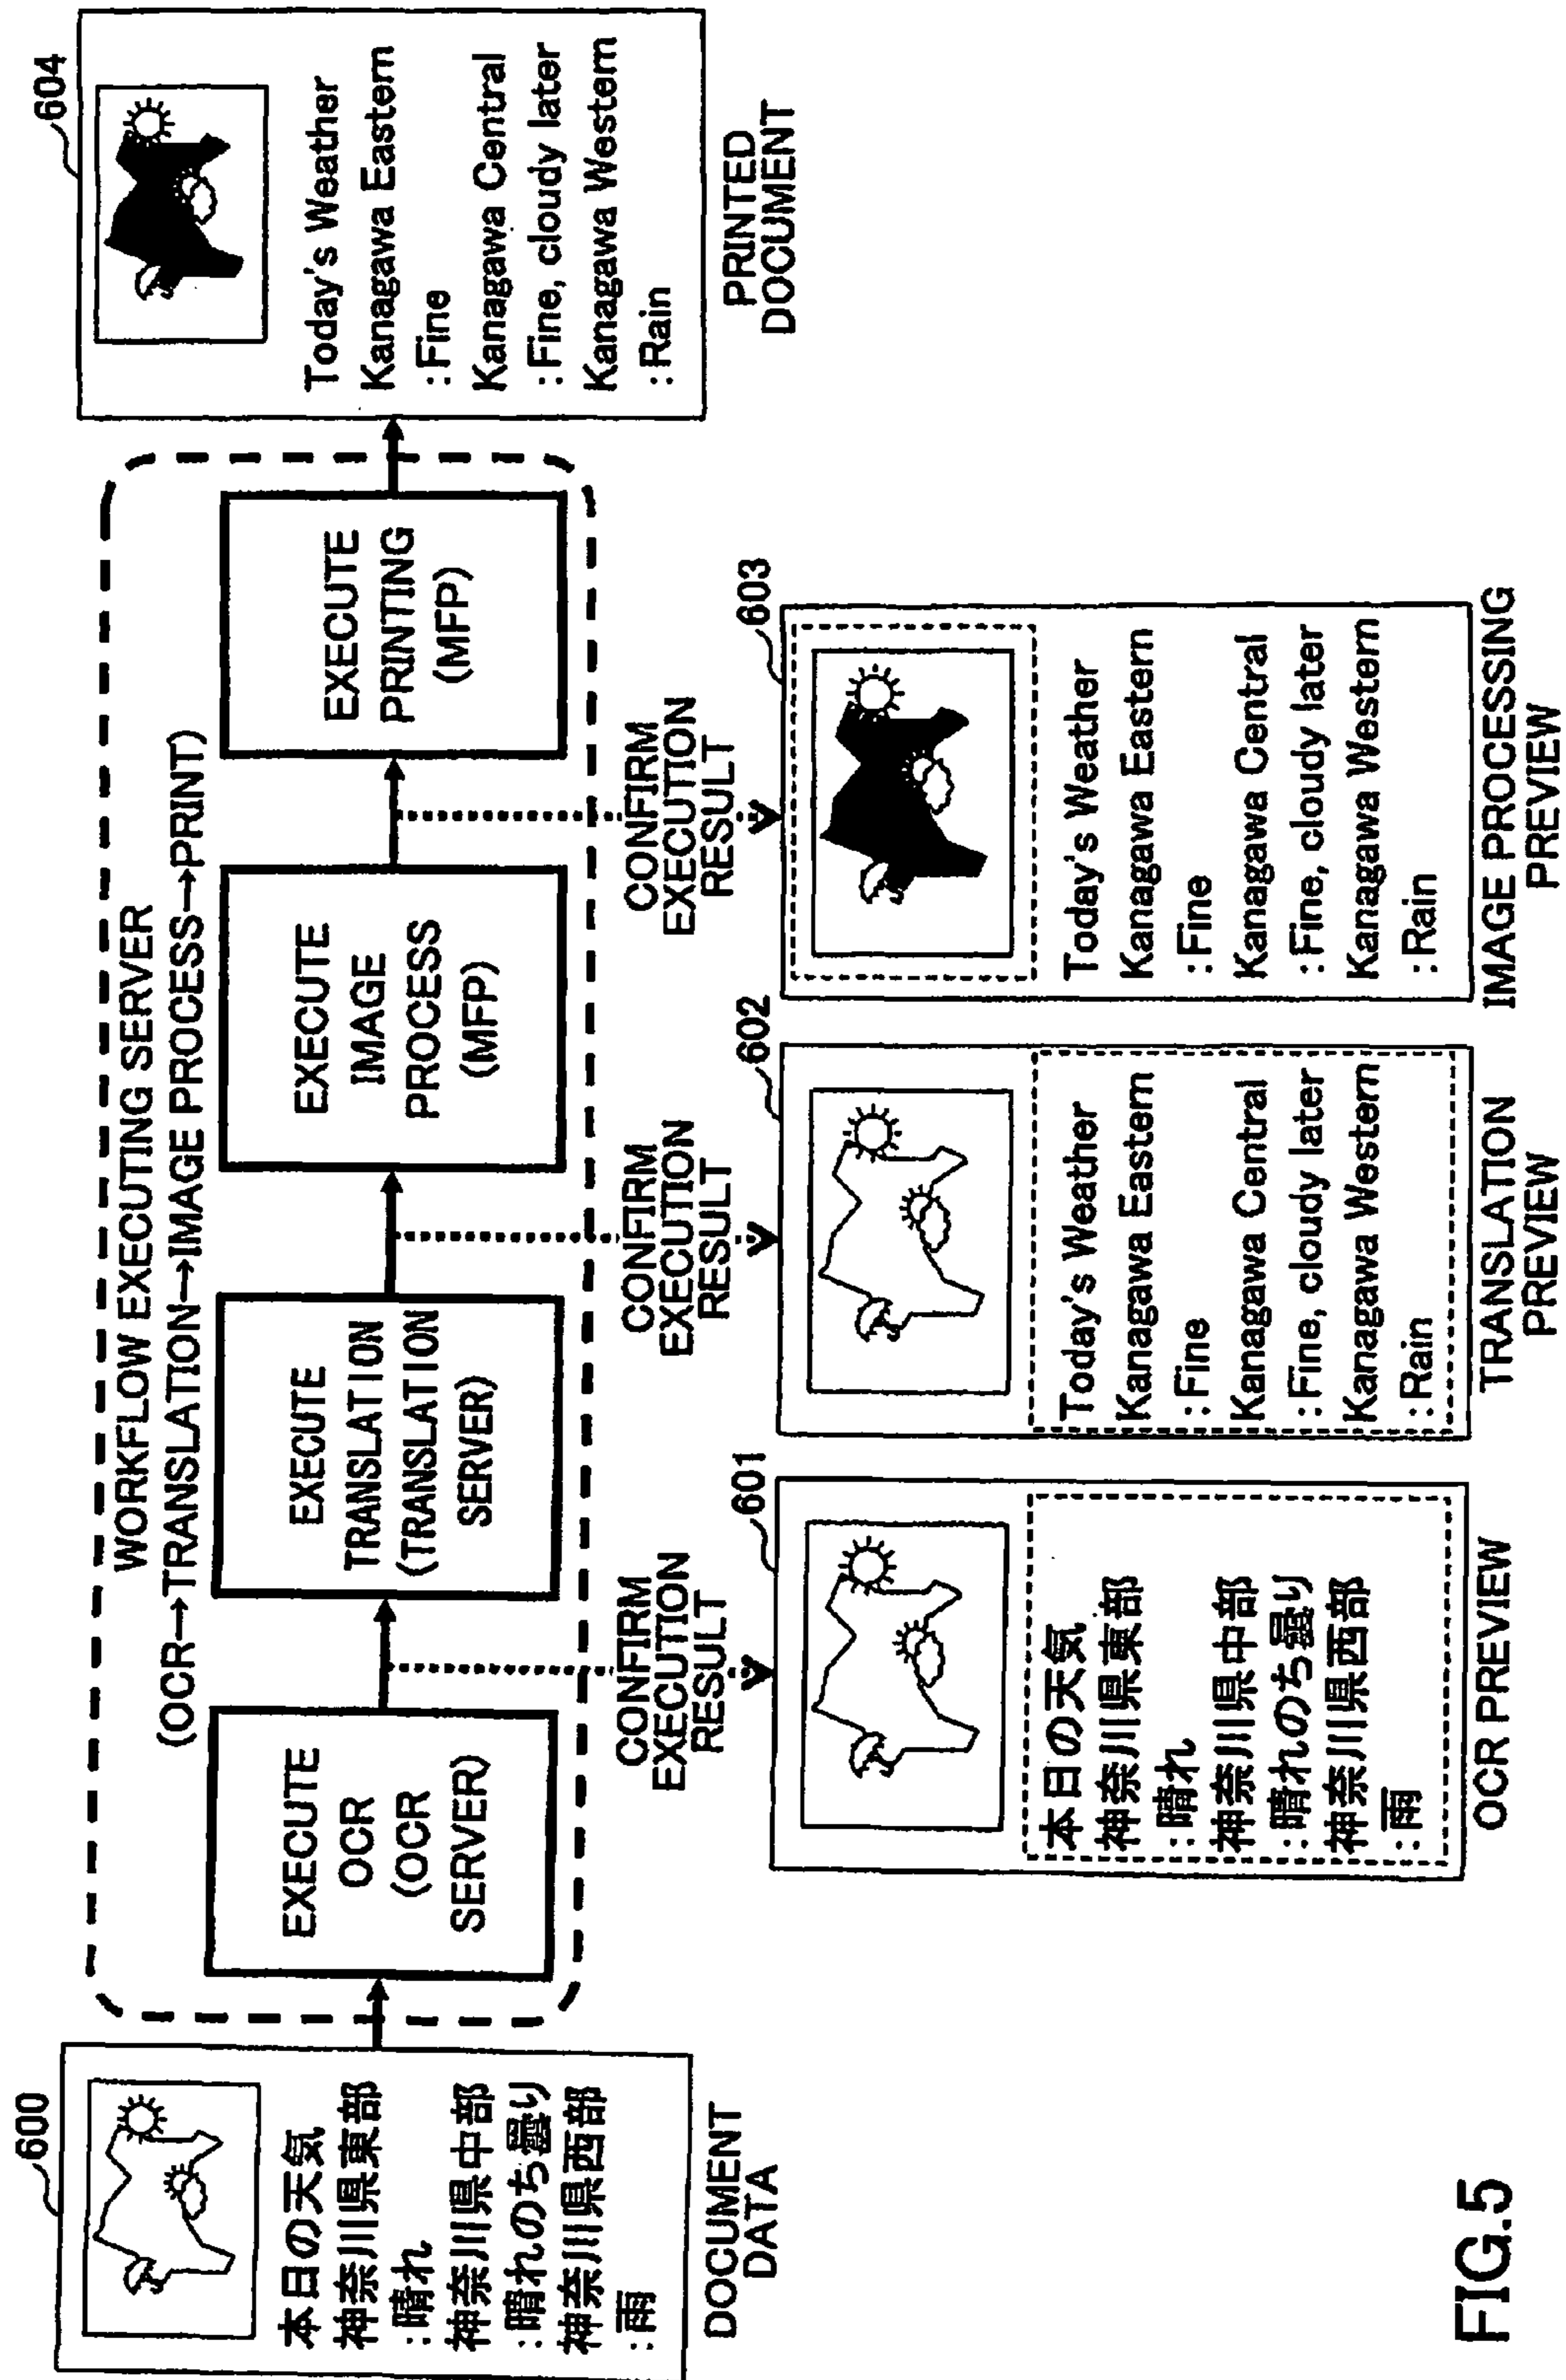 WORKFLOW EXECUTING SERVER
(OCR→TRANSLATION→IMAGE PROCESS→PRINT)
600
本日の天気
神奈川県東部
:晴れ
神奈川県中部
:晴れのち曇り
神奈川県西部
:雨
DOCUMENT
DATA
EXECUTE
OCR
(OCR
SERVER)
EXECUTE
TRANSLATION
(TRANSLATION
SERVER)
EXECUTE
IMAGE
PROCESS
(MFP)
EXECUTE
PRINTING
(MFP)
604
Today's Weather
Kanagawa Eastern
:Fine
Kanagawa Central
:Fine, cloudy later
Kanagawa Western
:Rain
PRINTED
DOCUMENT
CONFIRM
EXECUTION
RESULT
CONFIRM
EXECUTION
RESULT
CONFIRM
EXECUTION
RESULT
601
本日の天気
神奈川県東部
:晴れ
神奈川県中部
:晴れのち曇り
神奈川県西部
:雨
OCR PREVIEW
602
Today's Weather
Kanagawa Eastern
:Fine
Kanagawa Central
:Fine, cloudy later
Kanagawa Western
:Rain
TRANSLATION
PREVIEW
603
Today's Weather
Kanagawa Eastern
:Fine
Kanagawa Central
:Fine, cloudy later
Kanagawa Western
:Rain
IMAGE PROCESSING
PREVIEW
FIG.5